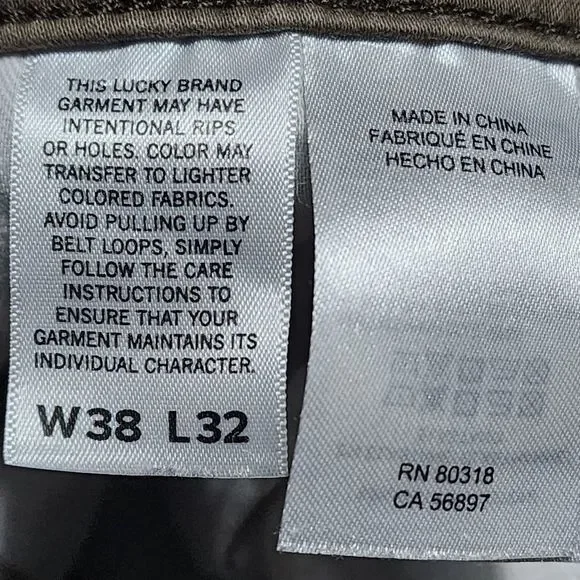 THIS LUCKY BRAND
GARMENT MAY HAVE
INTENTIONAL RIPS
OR HOLES. COLOR MAY
TRANSFER TO LIGHTER
COLORED FABRICS.
AVOID PULLING UP BY
BELT LOOPS, SIMPLY
FOLLOW THE CARE
INSTRUCTIONS TO
ENSURE THAT YOUR
GARMENT MAINTAINS ITS
INDIVIDUAL CHARACTER.
W38 L32
MADE IN CHINA
FABRIQUÉ EN CHINE
HECHO EN CHINA
RN 80318
CA 56897